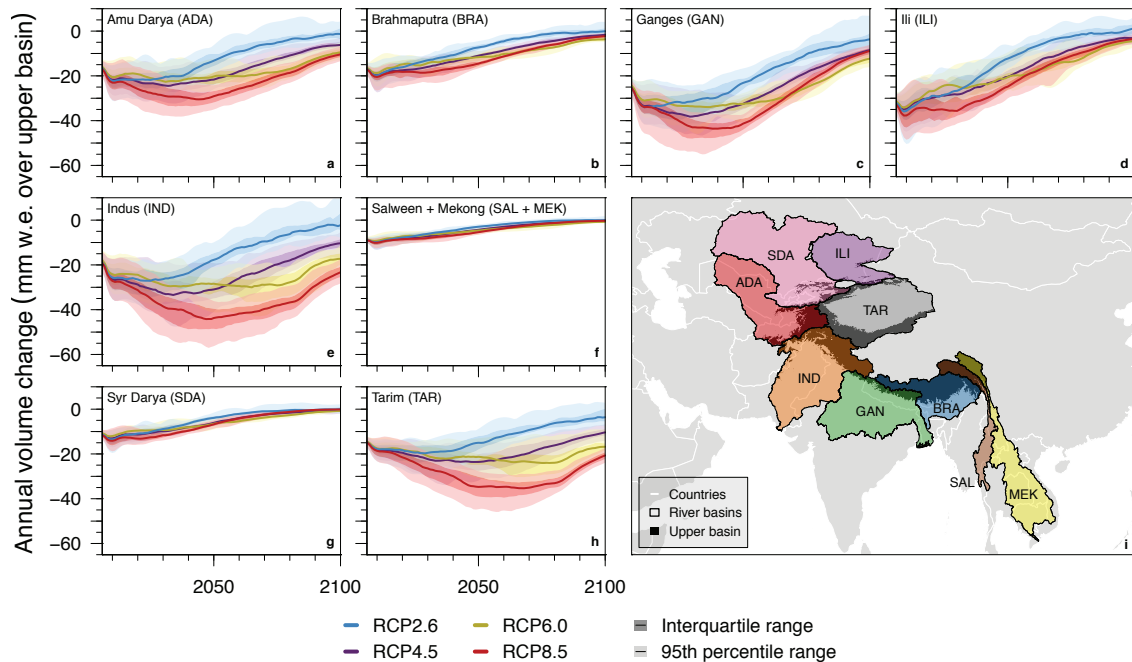 Annual volume change (mm w.e. over upper basin)
Amu Darya (ADA)
0
−20
−40
−60
a
Brahmaputra (BRA)
b
Ganges (GAN)
c
Ili (ILI)
d
Indus (IND)
0
−20
−40
−60
e
Salween + Mekong (SAL + MEK)
f
Syr Darya (SDA)
0
−20
−40
−60
g
Tarim (TAR)
h
2050
2100
2050
2100
SDA
ILI
ADA
TAR
IND
GAN
BRA
SAL
MEK
Countries
River basins
Upper basin
i
RCP2.6
RCP6.0
Interquartile range
RCP4.5
RCP8.5
95th percentile range